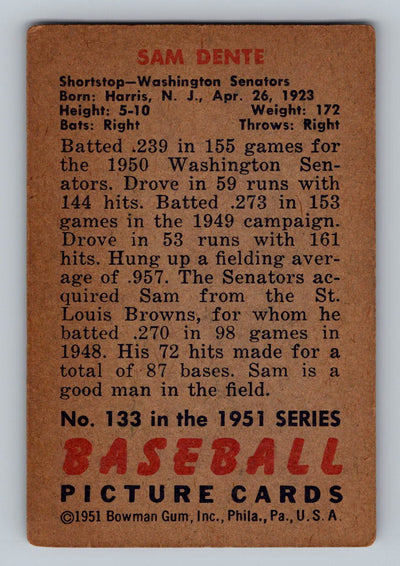 SAM DENTE
Shortstop—Washington Senators
Born: Harris, N. J., Apr. 26, 1923
Height: 5-10 Weight: 172
Bats: Right Throws: Right
Batted .239 in 155 games for
the 1950 Washington Sen-
ators. Drove in 59 runs with
144 hits. Batted .273 in 153
games in the 1949 campaign.
Drove in 53 runs with 161
hits. Hung up a fielding aver-
age of .957. The Senators ac-
quired Sam from the St.
Louis Browns, for whom he
batted .270 in 98 games in
1948. His 72 hits made for a
total of 87 bases. Sam is a
good man in the field.
No. 133 in the 1951 SERIES
BASEBALL
PICTURE CARDS
©1951 Bowman Gum, Inc., Phila., Pa., U. S. A.